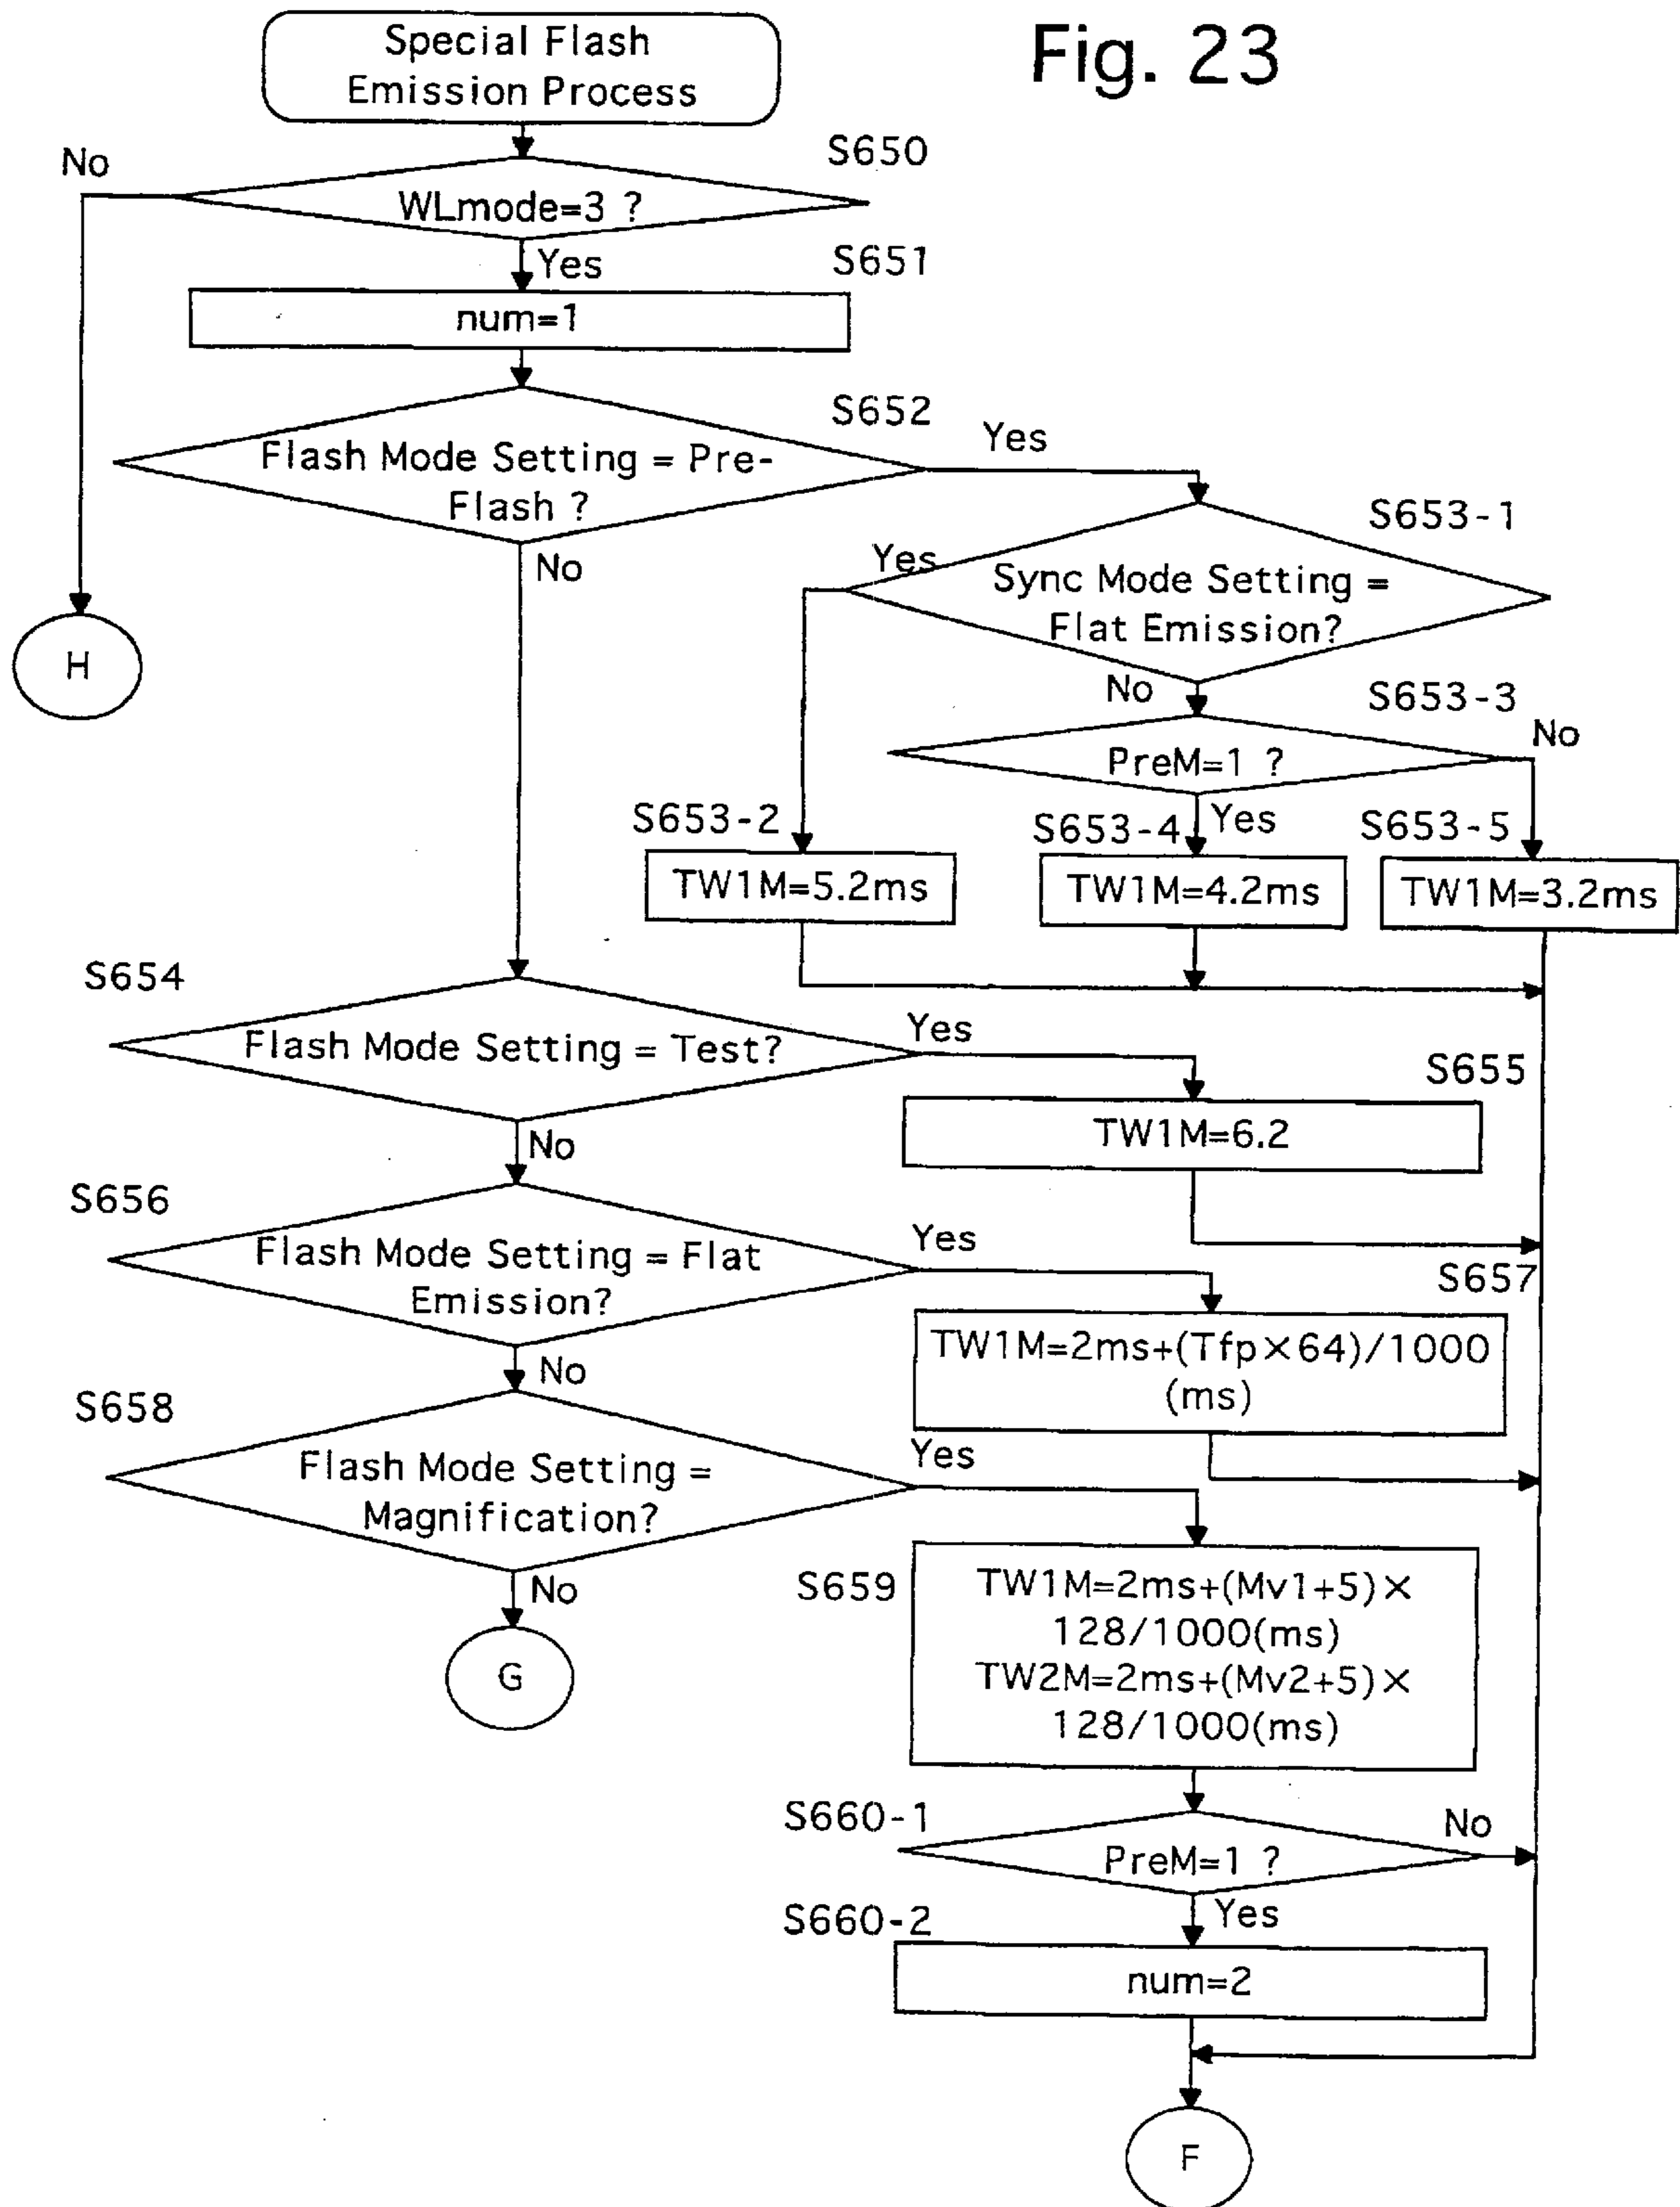 Fig. 23
Special Flash
Emission Process
S650
No
WLmode=3 ?
Yes
S651
num=1
S652
Flash Mode Setting = Pre-
Flash ?
Yes
No
S653-1
Yes
Sync Mode Setting =
Flat Emission?
H
No
S653-3
No
PreM=1 ?
S653-2
S653-4
Yes
S653-5
TW1M=5.2ms
TW1M=4.2ms
TW1M=3.2ms
S654
Flash Mode Setting = Test?
Yes
S655
TW1M=6.2
No
S656
Flash Mode Setting = Flat
Emission?
Yes
S657
TW1M=2ms+(Tfp×64)/1000
(ms)
No
S658
Flash Mode Setting =
Magnification?
Yes
S659
TW1M=2ms+(Mv1+5)×
128/1000(ms)
TW2M=2ms+(Mv2+5)×
128/1000(ms)
No
G
S660-1
No
PreM=1 ?
S660-2
Yes
num=2
F